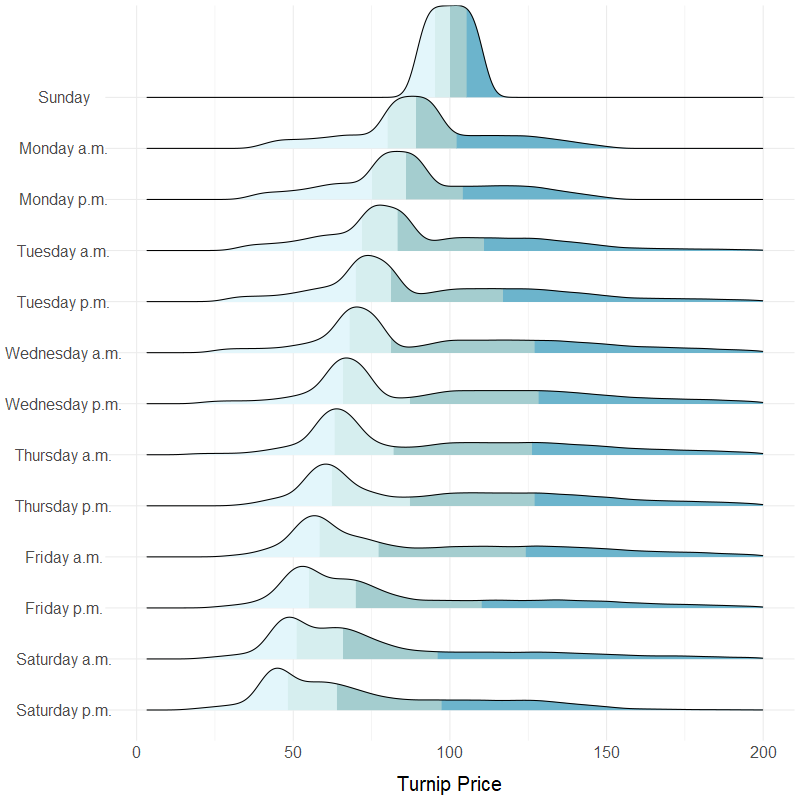 Sunday
Monday a.m.
Monday p.m.
Tuesday a.m.
Tuesday p.m.
Wednesday a.m.
Wednesday p.m.
Thursday a.m.
Thursday p.m.
Friday a.m.
Friday p.m.
Saturday a.m.
Saturday p.m.
0 50 100 150 200
Turnip Price